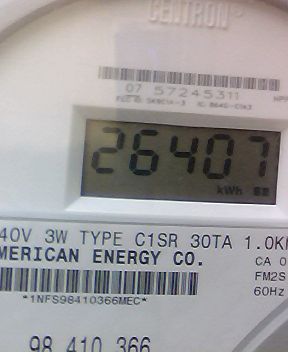 CENTRON
07 57245311
26407
kWh
40V 3W TYPE C1SR 30TA 1.0K
MERICAN ENERGY CO.
CA 0
FM2S
60Hz
*1NFS98410366MEC*
98 410 366